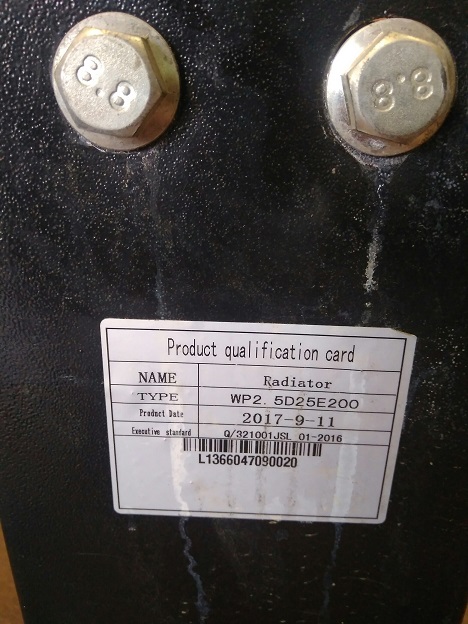 8.8
8.8
Product qualification card
NAME Radiator
TYPE WP2.5D25E200
Product Date 2017-9-11
Executive standard Q/321001JSL 01-2016
L1366047090020